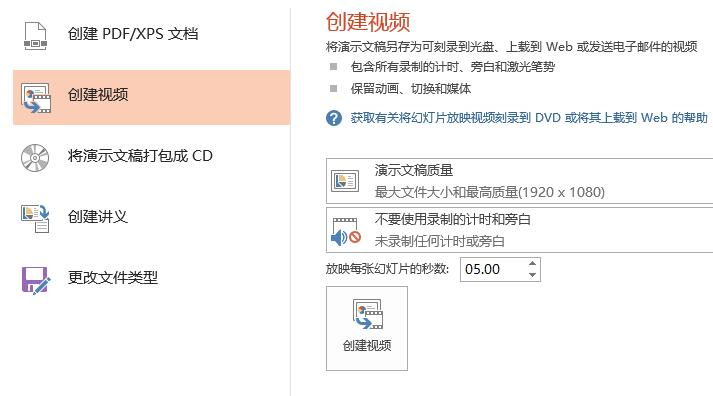 创建 PDF/XPS 文档
创建视频
将演示文稿打包成 CD
创建讲义
更改文件类型
创建视频
将演示文稿另存为可刻录到光盘、上载到 Web 或发送电子邮件的视频
包含所有录制的计时、旁白和激光笔势
保留动画、切换和媒体
获取有关将幻灯片放映视频刻录到 DVD 或将其上载到 Web 的帮助
演示文稿质量
最大文件大小和最高质量(1920 x 1080)
不要使用录制的计时和旁白
未录制任何计时或旁白
放映每张幻灯片的秒数: 05.00
创建视频